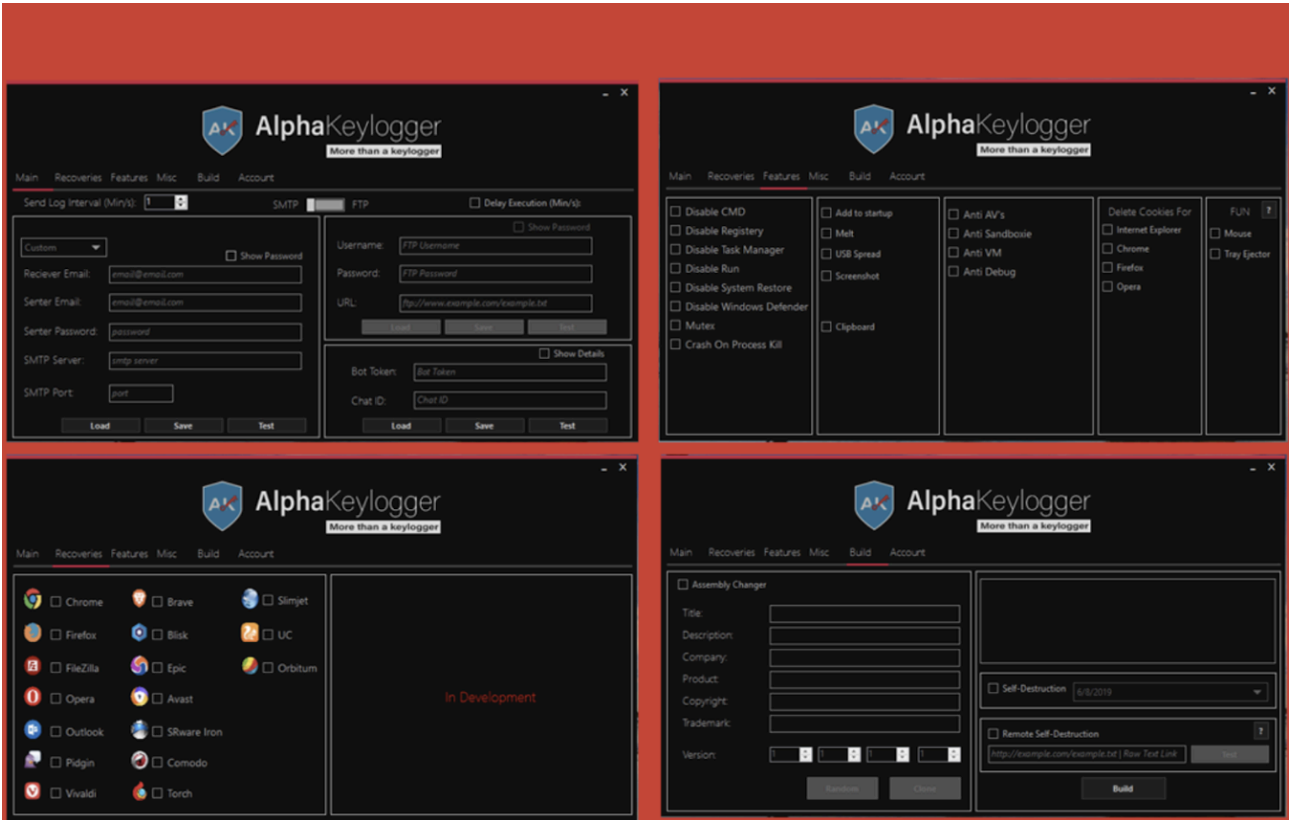 AK AlphaKeylogger
More than a keylogger
Main Recoveries Features Misc Build Account
Send Log Interval (Min/s): 1 SMTP FTP Delay Execution (Min/s):
Custom
Show Password
Reciever Email: email@email.com
Senter Email: email@email.com
Senter Password: password
SMTP Server: smtp server
SMTP Port: port
Load Save Test
Show Password
Username: FTP Username
Password: FTP Password
URL: ftp://www.example.com/example.txt
Load Save Test
Show Details
Bot Token: Bot Token
Chat ID: Chat ID
Load Save Test
AK AlphaKeylogger
More than a keylogger
Main Recoveries Features Misc Build Account
Disable CMD
Disable Registery
Disable Task Manager
Disable Run
Disable System Restore
Disable Windows Defender
Mutex
Crash On Process Kill
Add to startup
Melt
USB Spread
Screenshot
Clipboard
Anti AV's
Anti Sandboxie
Anti VM
Anti Debug
Delete Cookies For
Internet Explorer
Chrome
Firefox
Opera
FUN ?
Mouse
Tray Ejector
AK AlphaKeylogger
More than a keylogger
Main Recoveries Features Misc Build Account
Chrome
Firefox
FileZilla
Opera
Outlook
Pidgin
Vivaldi
Brave
Blisk
Epic
Avast
SRware Iron
Comodo
Torch
Slimjet
UC
Orbitum
In Development
AK AlphaKeylogger
More than a keylogger
Main Recoveries Features Misc Build Account
Assembly Changer
Title:
Description:
Company:
Product:
Copyright:
Trademark:
Version: 1 1 1 1
Random Clone
Self-Destruction 6/8/2019
Remote Self-Destruction ?
http://example.com/example.txt | Raw Text Link Test
Build